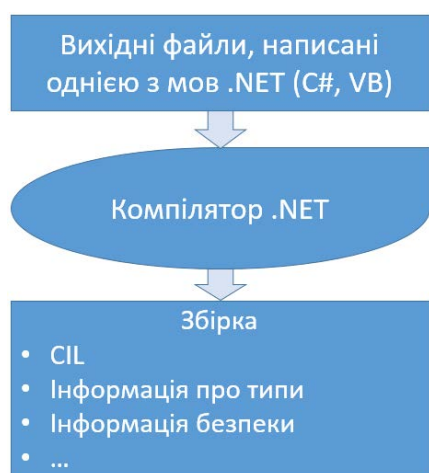 Вихідні файли, написані
однією з мов .NET (C#, VB)
Компілятор .NET
Збірка
• CIL
• Інформація про типи
• Інформація безпеки
• ...